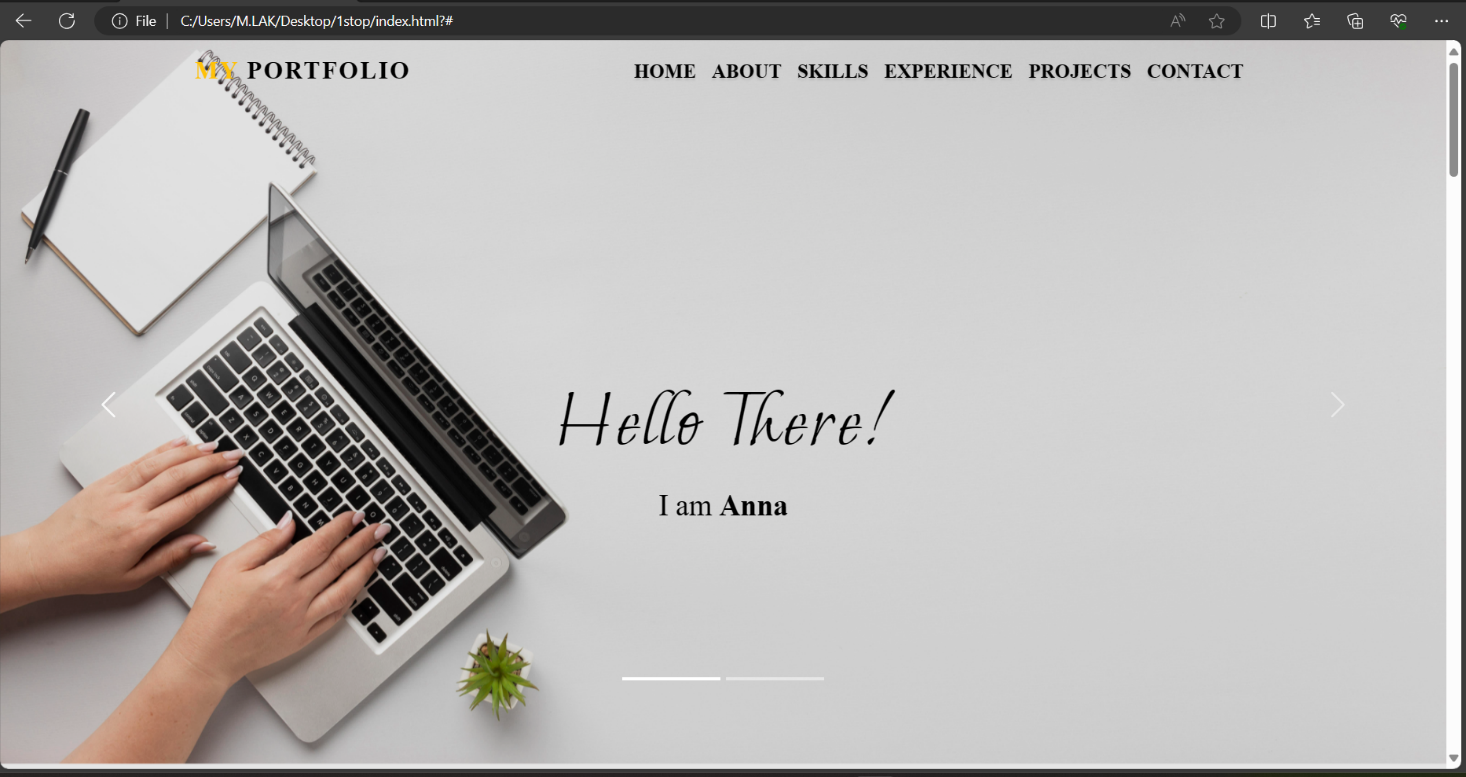 File C:/Users/M.LAK/Desktop/1stop/index.html?#
MY PORTFOLIO HOME ABOUT SKILLS EXPERIENCE PROJECTS CONTACT
Hello There!
I am Anna